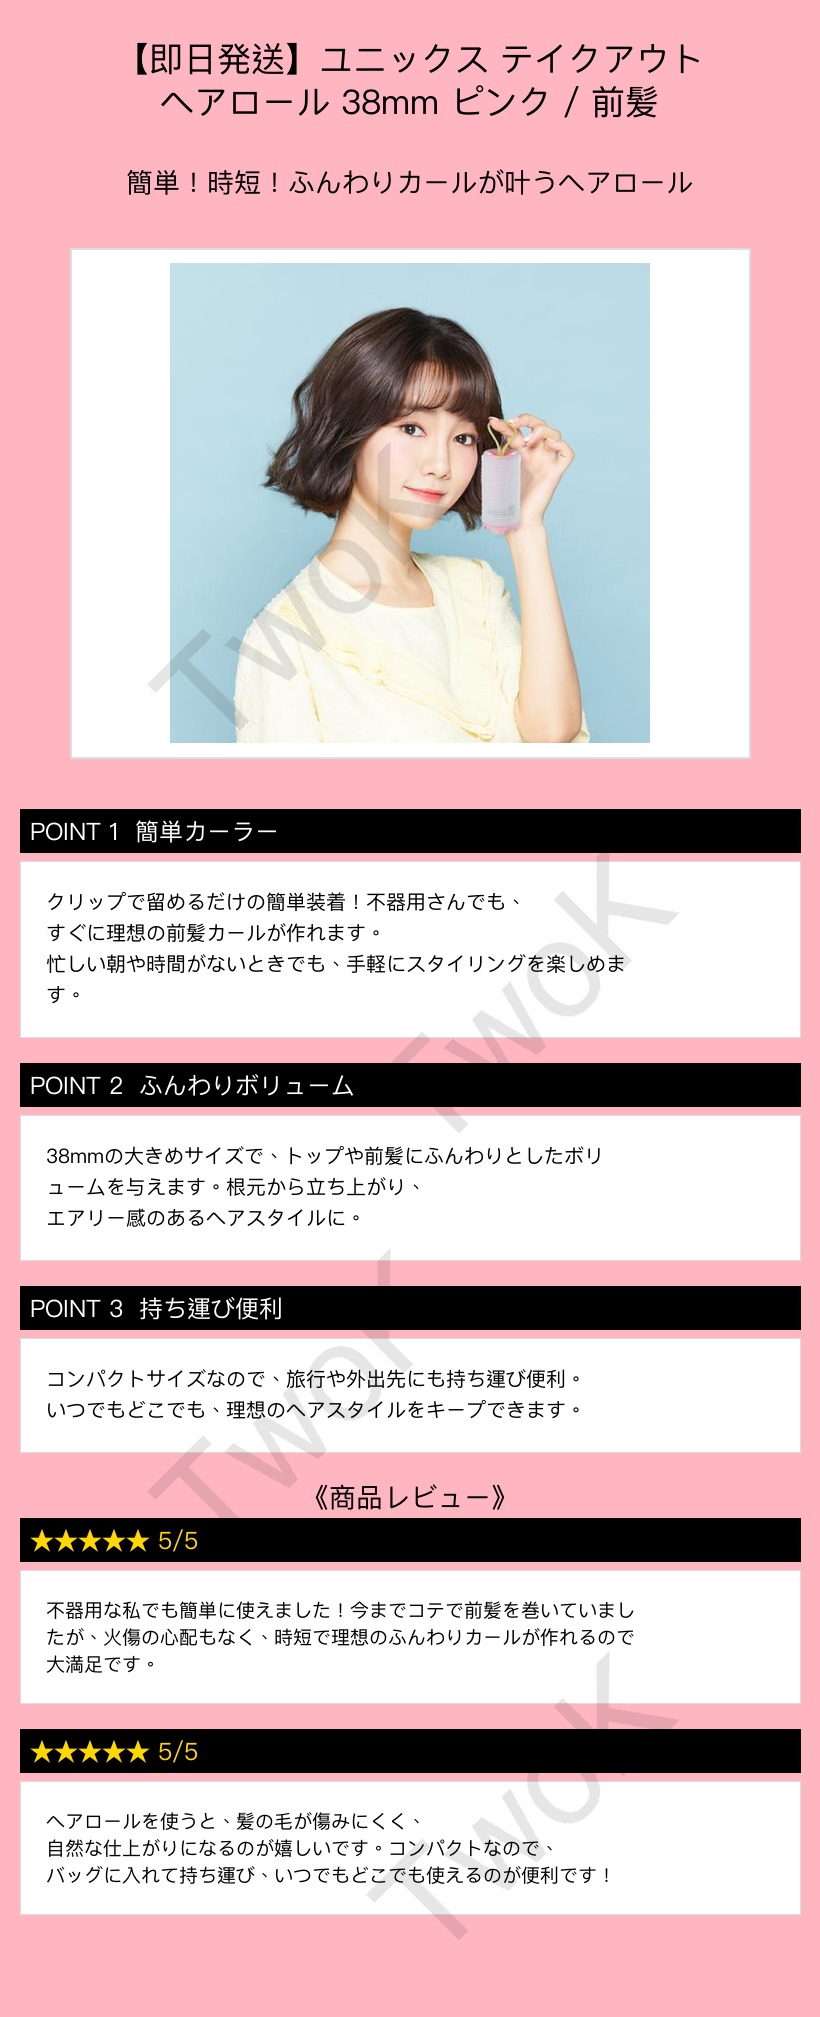 【即日発送】ユニックス テイクアウト
ヘアロール 38mm ピンク / 前髪
簡単！時短！ふんわりカールが叶うヘアロール
TwoK
POINT 1 簡単カーラー
クリップで留めるだけの簡単装着！不器用さんでも、
すぐに理想の前髪カールが作れます。
忙しい朝や時間がないときでも、手軽にスタイリングを楽しめま
す。
TwoK
POINT 2 ふんわりボリューム
38mmの大きめサイズで、トップや前髪にふんわりとしたボリ
ュームを与えます。根元から立ち上がり、
エアリー感のあるヘアスタイルに。
POINT 3 持ち運び便利
コンパクトサイズなので、旅行や外出先にも持ち運び便利。
いつでもどこでも、理想のヘアスタイルをキープできます。
TwoK
《商品レビュー》
★★★★★ 5/5
不器用な私でも簡単に使えました！今までコテで前髪を巻いていまし
たが、火傷の心配もなく、時短で理想のふんわりカールが作れるので
大満足です。
★★★★★ 5/5
ヘアロールを使うと、髪の毛が傷みにくく、
自然な仕上がりになるのが嬉しいです。コンパクトなので、
バッグに入れて持ち運び、いつでもどこでも使えるのが便利です！
TwoK